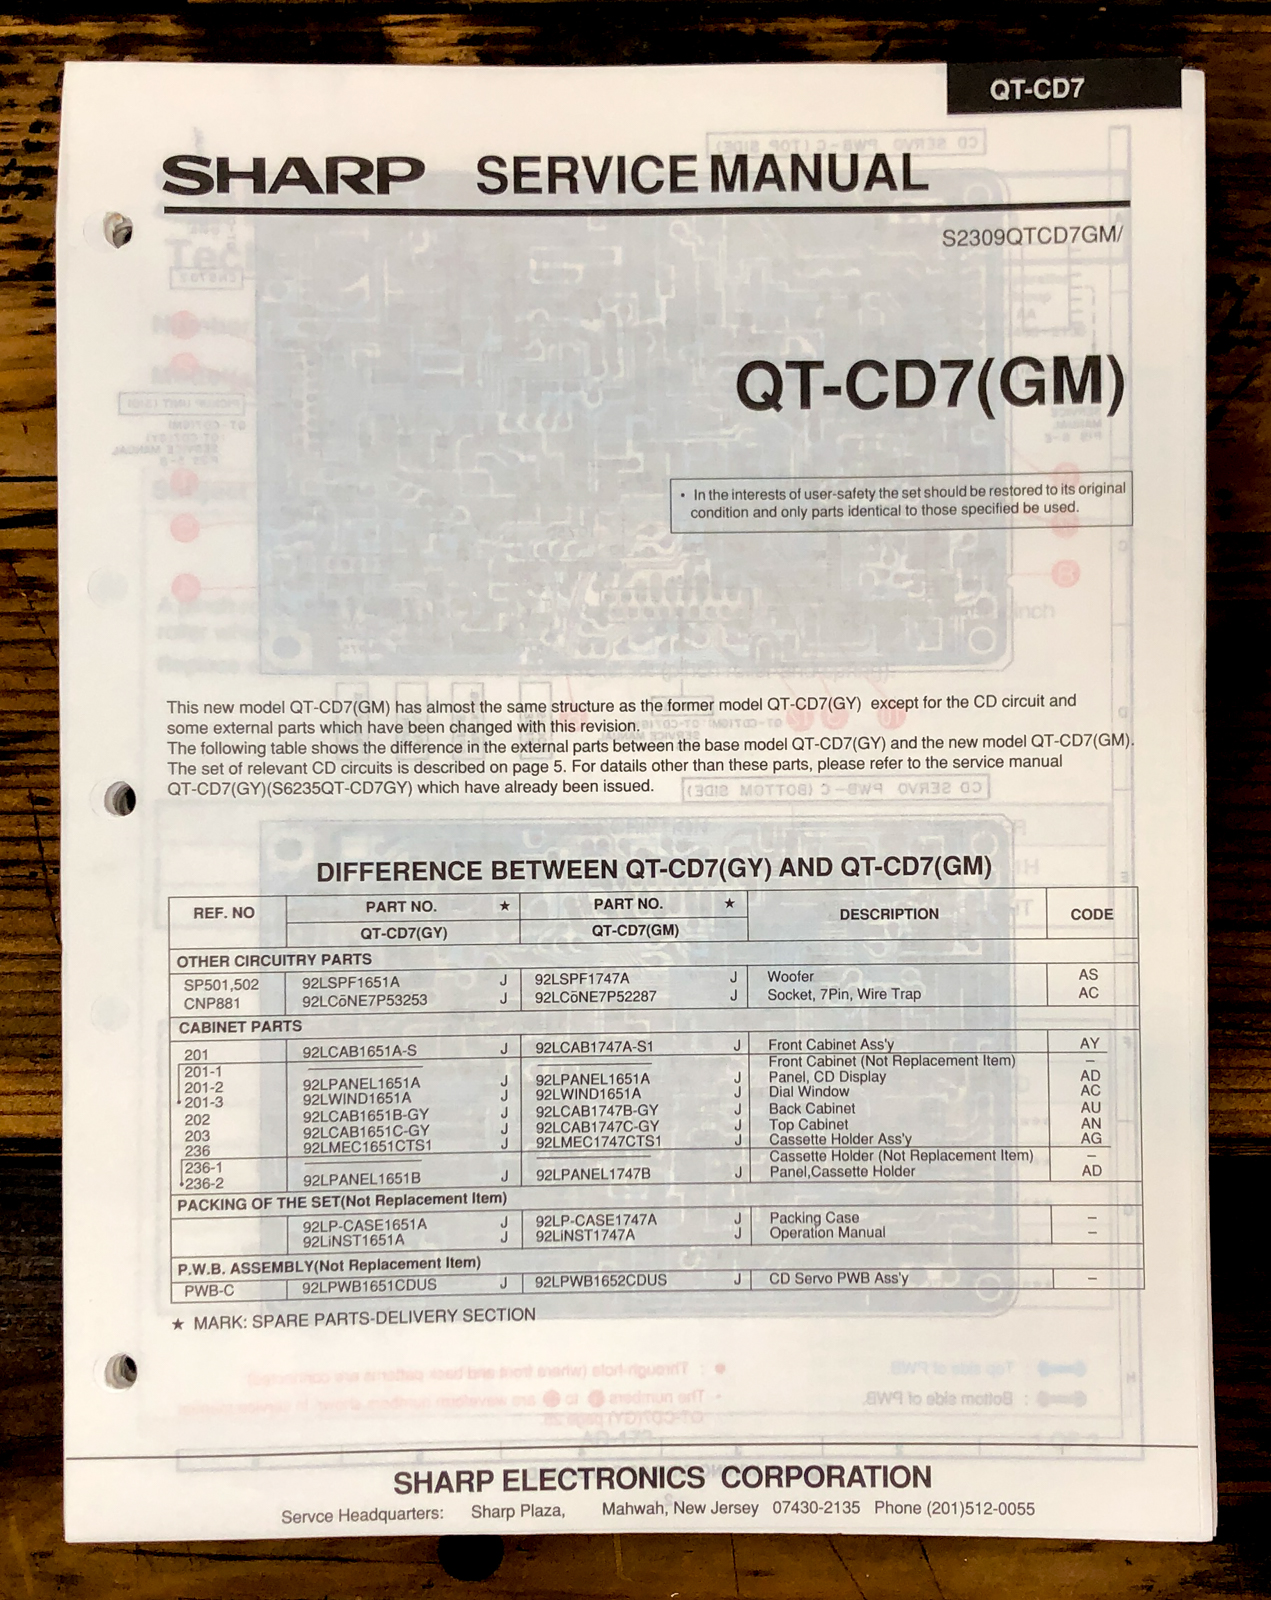 QT-CD7
SHARP SERVICE MANUAL
S2309QTCD7GM/
QT-CD7(GM)
• In the interests of user-safety the set should be restored to its original
condition and only parts identical to those specified be used.
This new model QT-CD7(GM) has almost the same structure as the former model QT-CD7(GY) except for the CD circuit and
some external parts which have been changed with this revision.
The following table shows the difference in the external parts between the base model QT-CD7(GY) and the new model QT-CD7(GM).
The set of relevant CD circuits is described on page 5. For datails other than these parts, please refer to the service manual
QT-CD7(GY)(S6235QT-CD7GY) which have already been issued.
DIFFERENCE BETWEEN QT-CD7(GY) AND QT-CD7(GM)
REF. NO PART NO. ★ PART NO. ★ DESCRIPTION CODE
QT-CD7(GY) QT-CD7(GM)
OTHER CIRCUITRY PARTS
SP501,502 92LSPF1651A J 92LSPF1747A J Woofer AS
CNP881 92LCōNE7P53253 J 92LCōNE7P52287 J Socket, 7Pin, Wire Trap AC
CABINET PARTS
201 92LCAB1651A-S J 92LCAB1747A-S1 J Front Cabinet Ass'y AY
201-1 Front Cabinet (Not Replacement Item) –
201-2 92LPANEL1651A J 92LPANEL1651A J Panel, CD Display AD
201-3 92LWIND1651A J 92LWIND1651A J Dial Window AC
202 92LCAB1651B-GY J 92LCAB1747B-GY J Back Cabinet AU
203 92LCAB1651C-GY J 92LCAB1747C-GY J Top Cabinet AN
236 92LMEC1651CTS1 J 92LMEC1747CTS1 J Cassette Holder Ass'y AG
236-1 Cassette Holder (Not Replacement Item) –
236-2 92LPANEL1651B J 92LPANEL1747B J Panel,Cassette Holder AD
PACKING OF THE SET(Not Replacement Item)
92LP-CASE1651A J 92LP-CASE1747A J Packing Case –
92LiNST1651A J 92LiNST1747A J Operation Manual –
P.W.B. ASSEMBLY(Not Replacement Item)
PWB-C 92LPWB1651CDUS J 92LPWB1652CDUS J CD Servo PWB Ass'y –
★ MARK: SPARE PARTS-DELIVERY SECTION
SHARP ELECTRONICS CORPORATION
Servce Headquarters: Sharp Plaza, Mahwah, New Jersey 07430-2135 Phone (201)512-0055